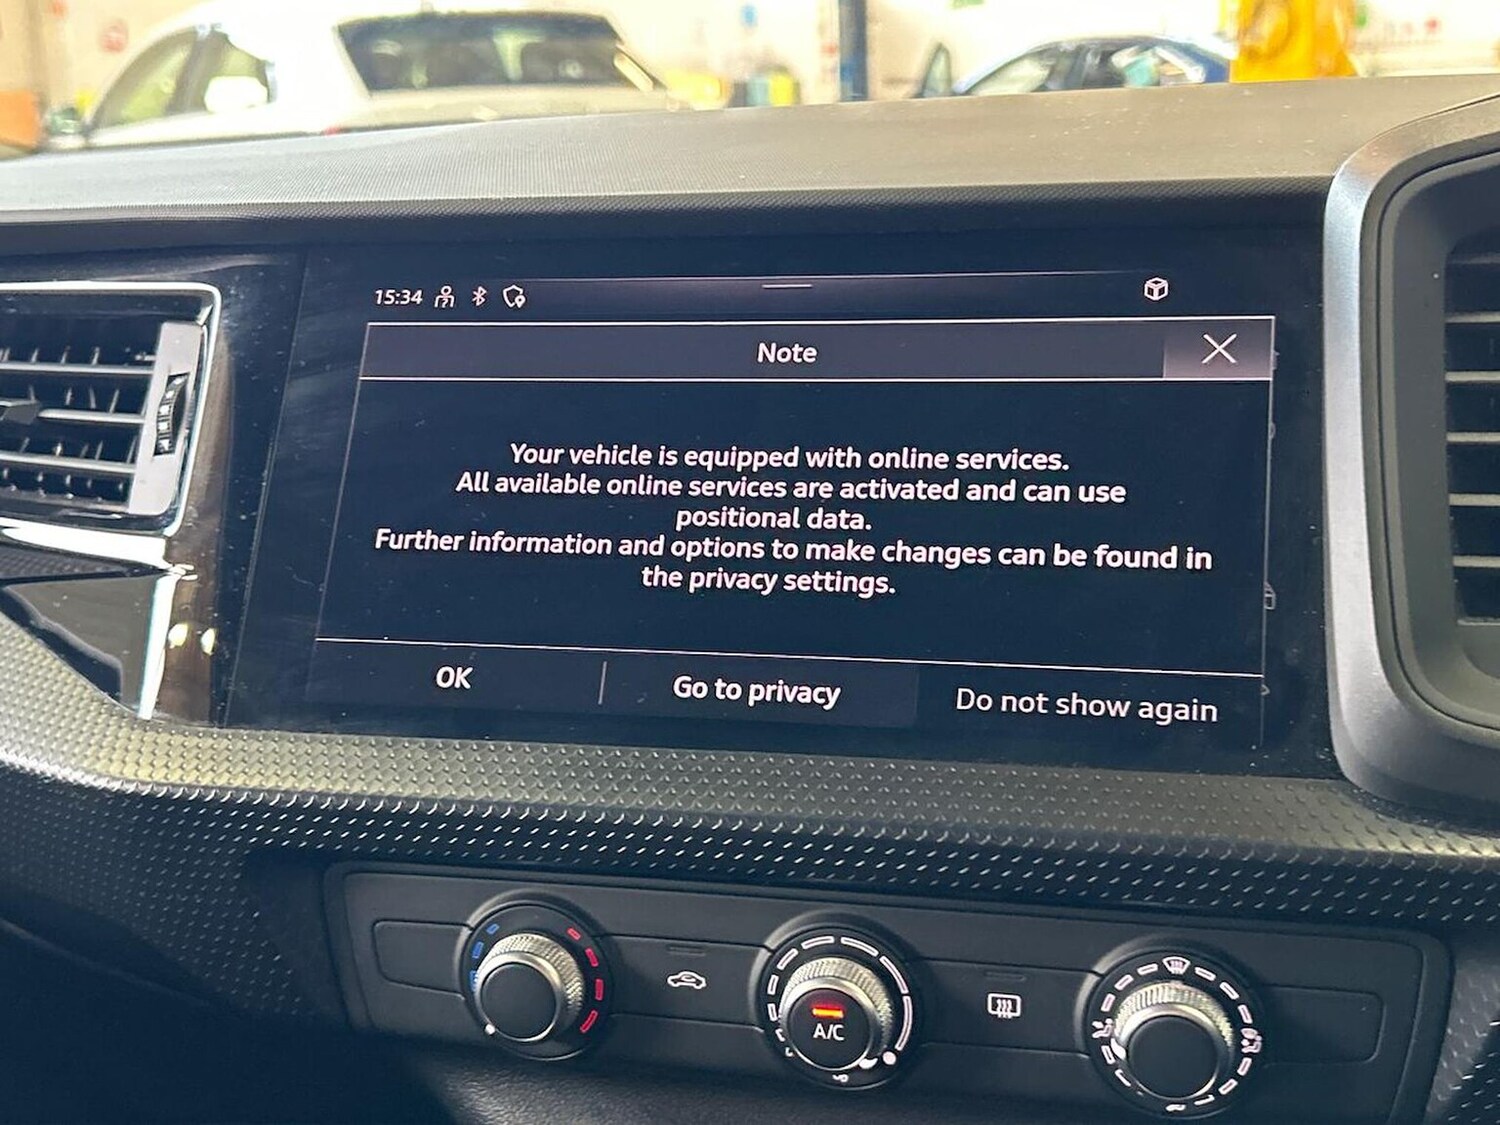 15:34
Note
Your vehicle is equipped with online services.
All available online services are activated and can use
positional data.
Further information and options to make changes can be found in
the privacy settings.
OK
Go to privacy
Do not show again
A/C